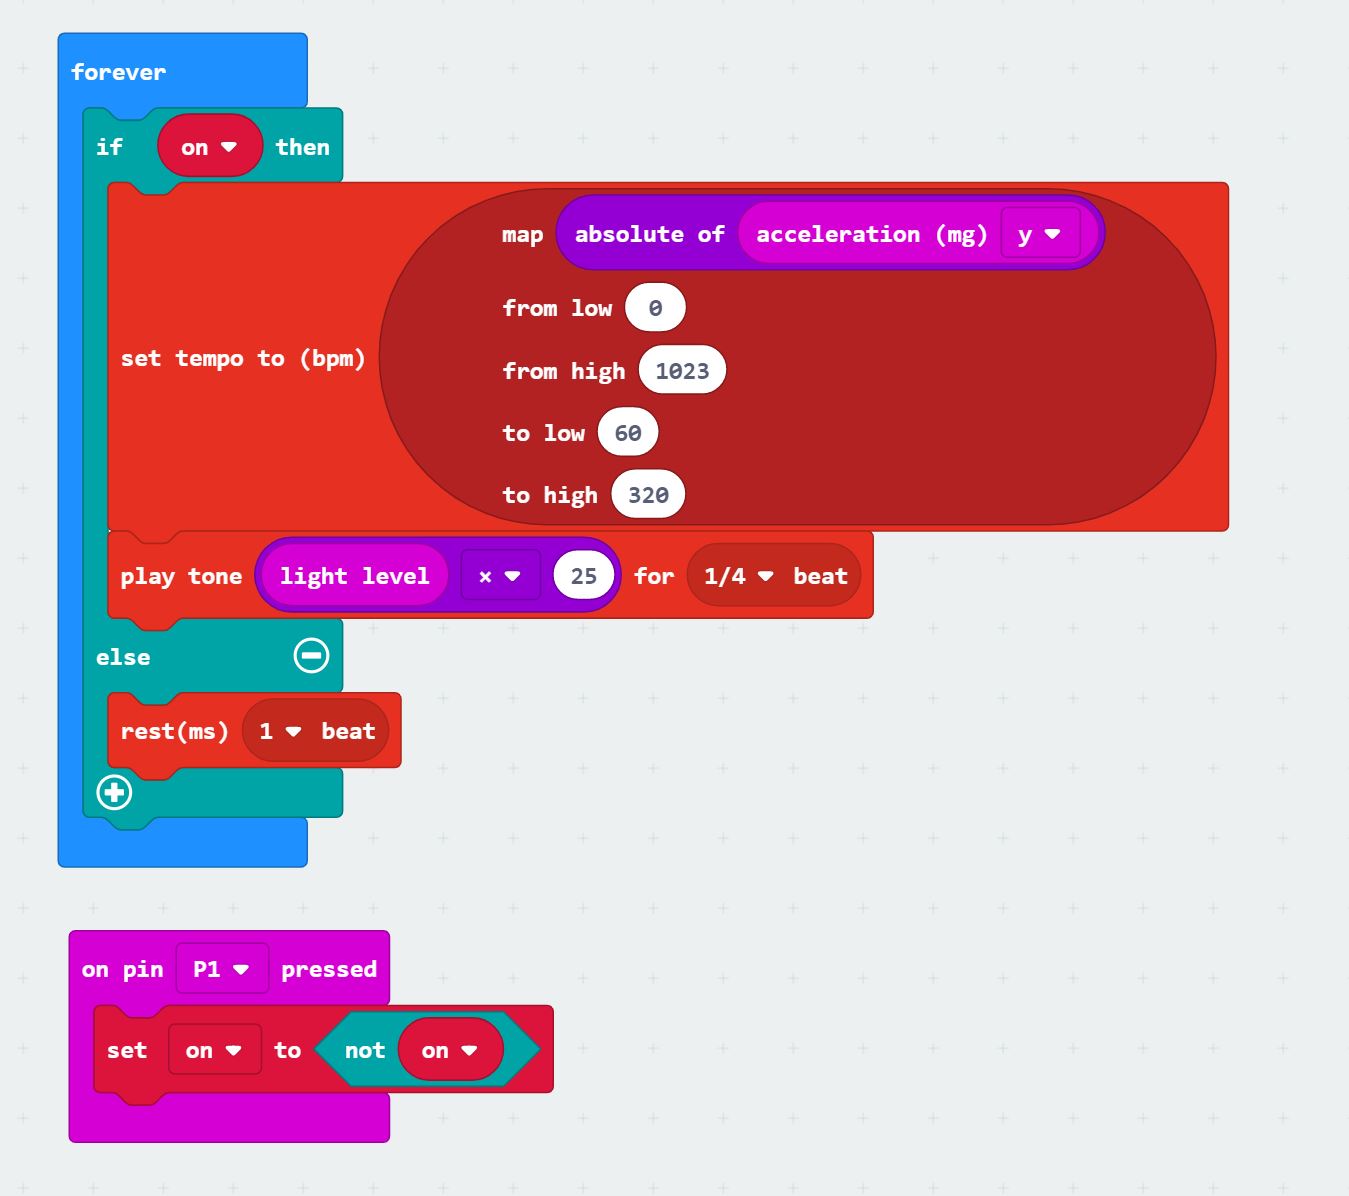 forever
if on then
map absolute of acceleration (mg) y
from low 0
set tempo to (bpm)
from high 1023
to low 60
to high 320
play tone light level × 25 for 1/4 beat
else
rest(ms) 1 beat
on pin P1 pressed
set on to not on